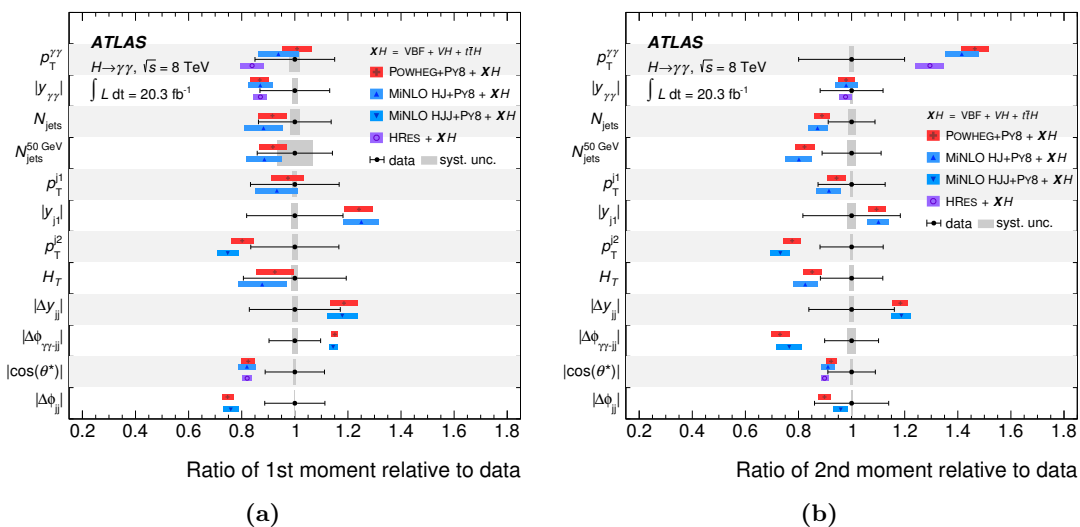 ATLAS
H→γγ, √s = 8 TeV
∫ L dt = 20.3 fb⁻¹
XH = VBF + VH + tt̄H
POWHEG+PY8 + XH
MINLO HJ+PY8 + XH
MINLO HJJ+PY8 + XH
HRES + XH
data syst. unc.
p_T^γγ
|y_γγ|
N_jets
N_jets^50 GeV
p_T^j1
|y_j1|
p_T^j2
H_T
|Δy_jj|
|Δϕ_γγ-jj|
|cos(θ*)|
|Δϕ_jj|
0.2 0.4 0.6 0.8 1 1.2 1.4 1.6 1.8
Ratio of 1st moment relative to data
(a)
ATLAS
H→γγ, √s = 8 TeV
∫ L dt = 20.3 fb⁻¹
XH = VBF + VH + tt̄H
POWHEG+PY8 + XH
MiNLO HJ+PY8 + XH
MiNLO HJJ+PY8 + XH
HRES + XH
data syst. unc.
p_T^γγ
|y_γγ|
N_jets
N_jets^50 GeV
p_T^j1
|y_j1|
p_T^j2
H_T
|Δy_jj|
|Δϕ_γγ-jj|
|cos(θ*)|
|Δϕ_jj|
0.2 0.4 0.6 0.8 1 1.2 1.4 1.6 1.8
Ratio of 2nd moment relative to data
(b)